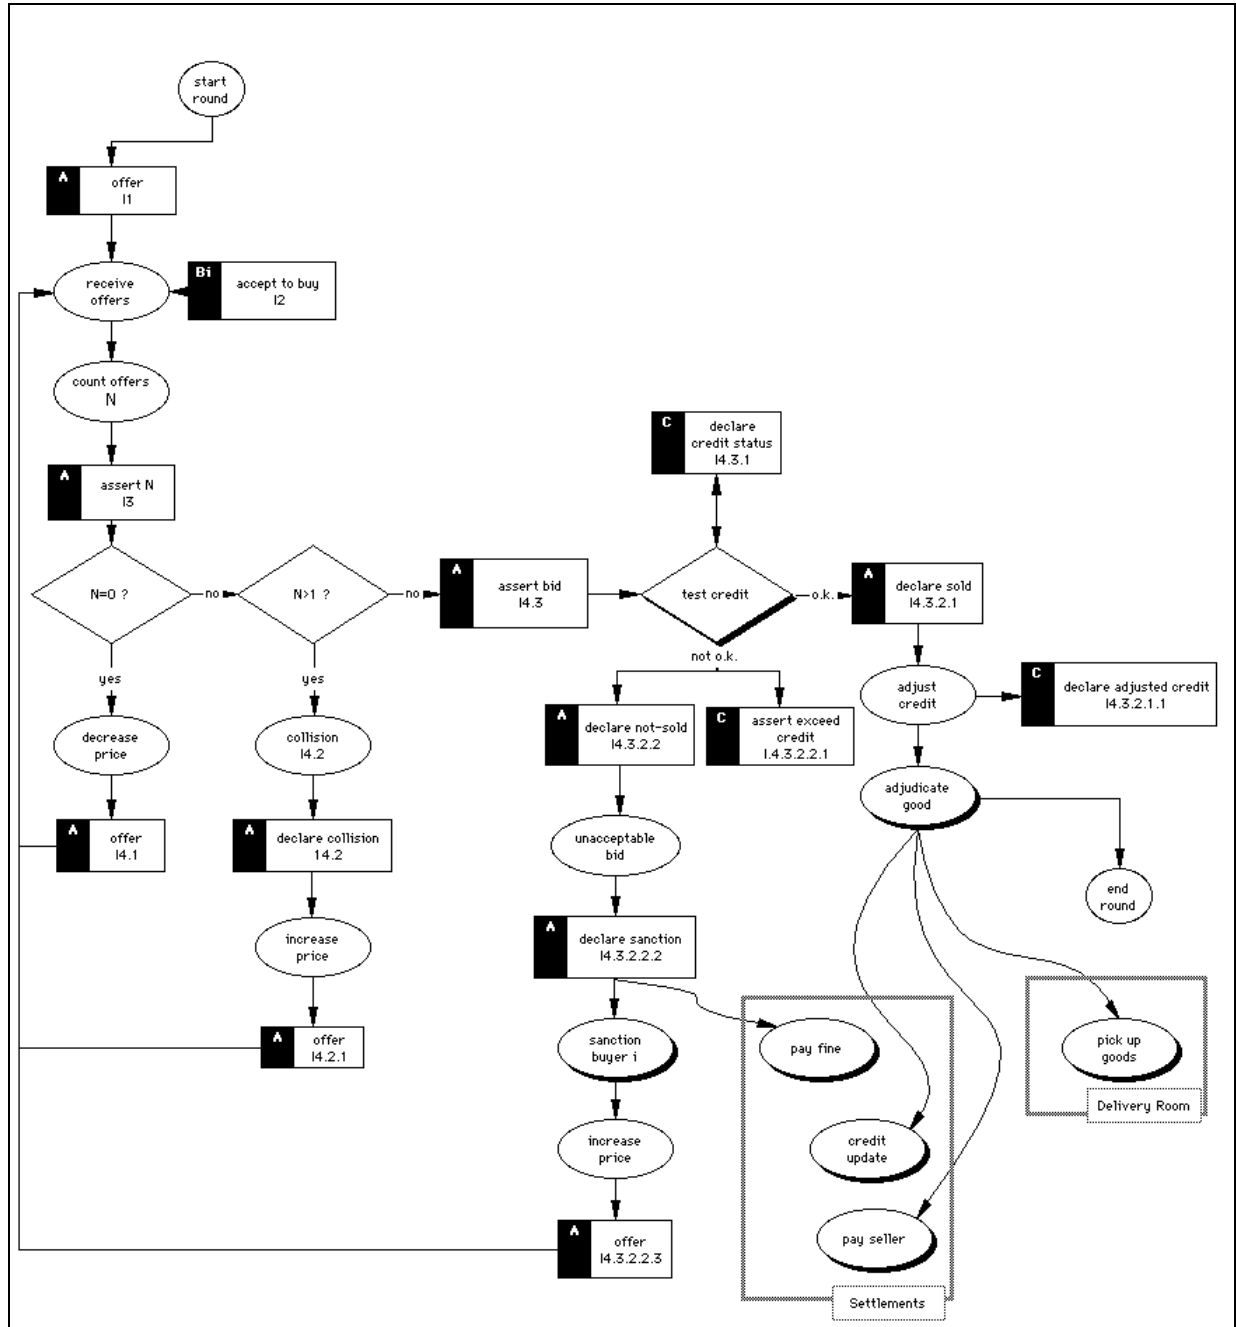 start
round
A
offer
I1
receive
offers
Bi
accept to buy
I2
count offers
N
A
assert N
I3
C
declare
credit status
I4.3.1
N=0 ?
no
N>1 ?
no
A
assert bid
I4.3
test credit
o.k.
A
declare sold
I4.3.2.1
yes
yes
not o.k.
adjust
credit
C
declare adjusted credit
I4.3.2.1.1
decrease
price
collision
I4.2
A
declare not-sold
I4.3.2.2
C
assert exceed
credit
I.4.3.2.2.1
adjudicate
good
A
offer
I4.1
A
declare collision
14.2
unacceptable
bid
end
round
increase
price
A
declare sanction
I4.3.2.2.2
A
offer
I4.2.1
sanction
buyer i
pay fine
pick up
goods
Delivery Room
increase
price
credit
update
A
offer
I4.3.2.2.3
pay seller
Settlements